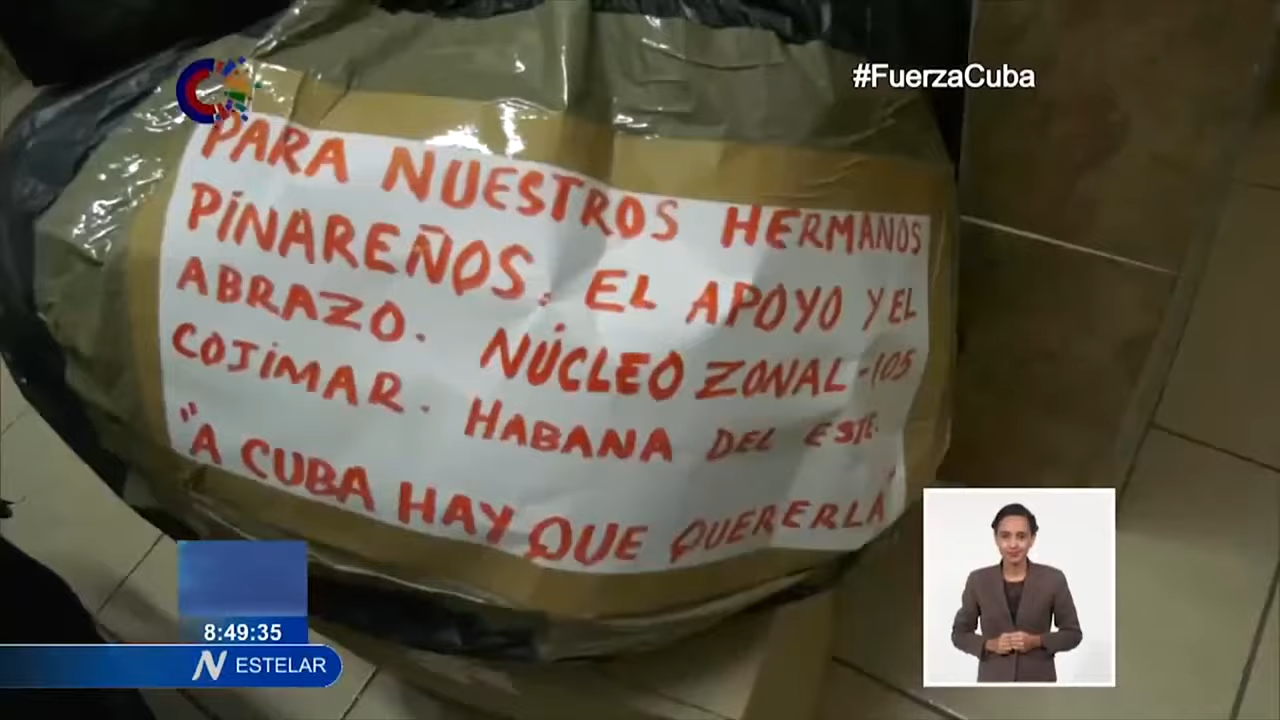 #FuerzaCuba
PARA NUESTROS HERMANOS
PINAREÑOS. EL APOYO Y EL
ABRAZO. NÚCLEO ZONAL-105
COJÍMAR. HABANA DEL ESTE.
"A CUBA HAY QUE QUERERLA"
8:49:35
N ESTELAR